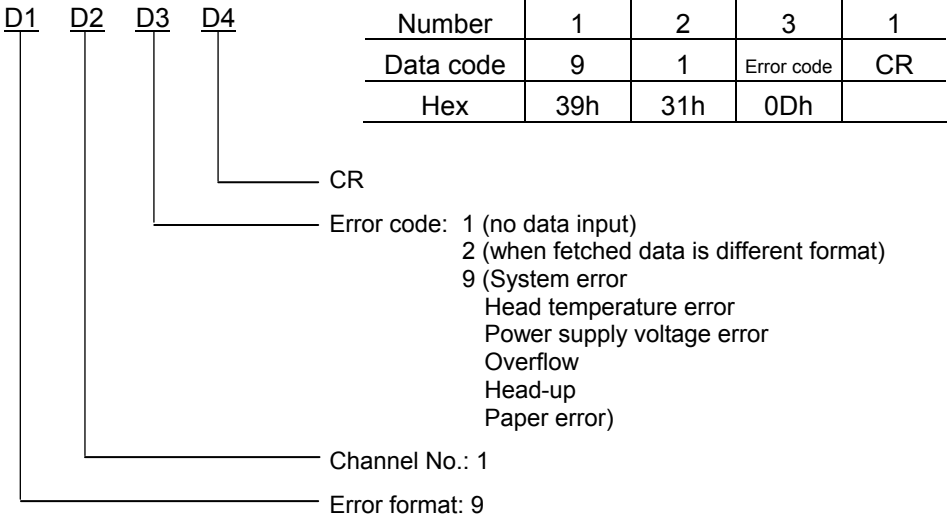 D1 D2 D3 D4
Number 1 2 3 1
Data code 9 1 Error code CR
Hex 39h 31h 0Dh
CR
Error code: 1 (no data input)
2 (when fetched data is different format)
9 (System error
Head temperature error
Power supply voltage error
Overflow
Head-up
Paper error)
Channel No.: 1
Error format: 9